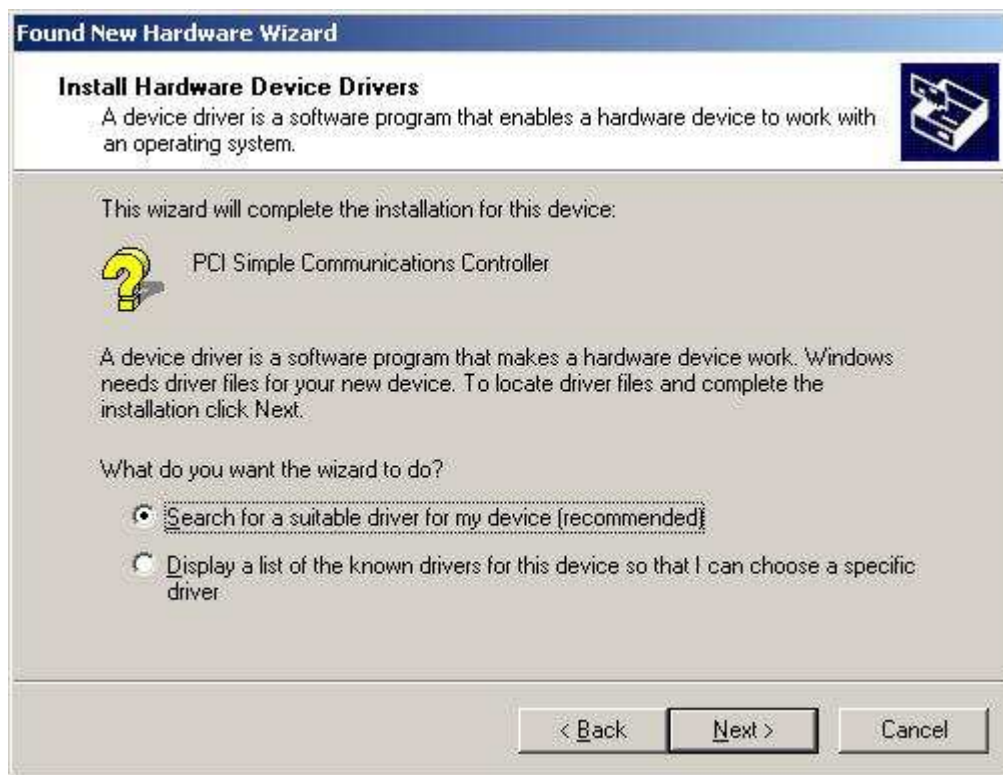 Found New Hardware Wizard
Install Hardware Device Drivers
A device driver is a software program that enables a hardware device to work with
an operating system.
This wizard will complete the installation for this device:
PCI Simple Communications Controller
A device driver is a software program that makes a hardware device work. Windows
needs driver files for your new device. To locate driver files and complete the
installation click Next.
What do you want the wizard to do?
Search for a suitable driver for my device (recommended)
Display a list of the known drivers for this device so that I can choose a specific
driver
< Back
Next >
Cancel